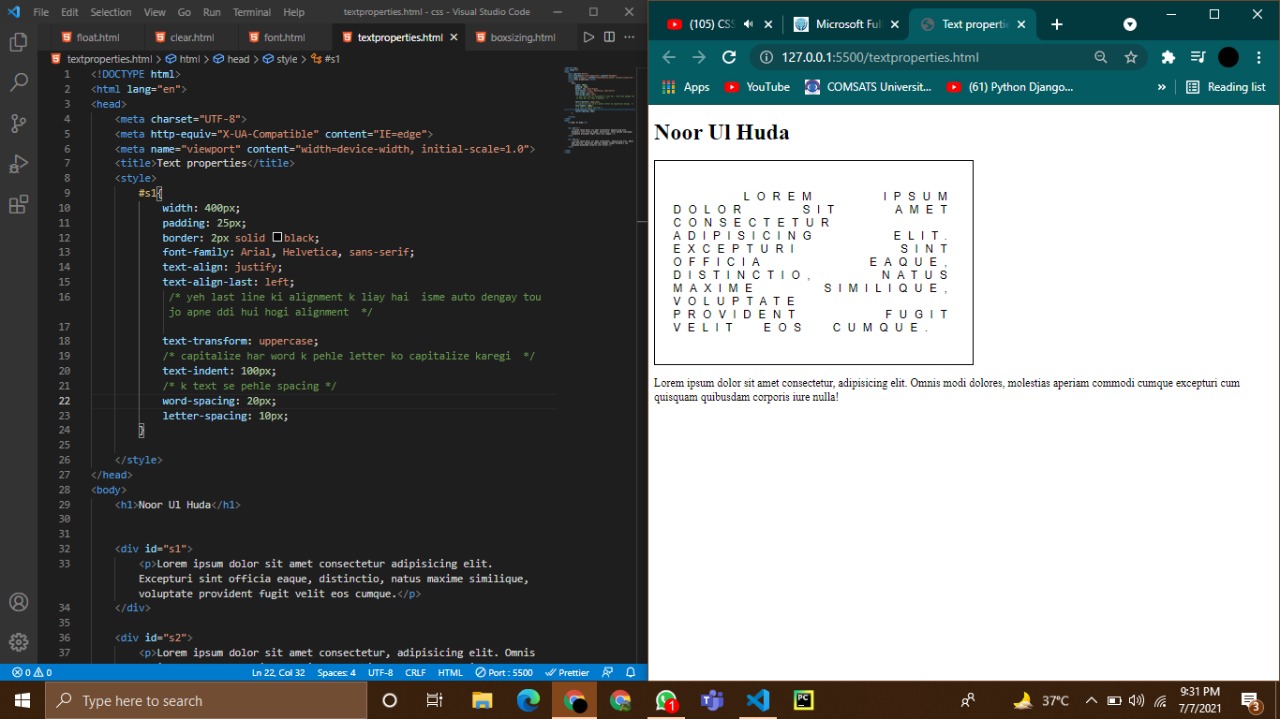 File Edit Selection View Go Run Terminal Help textproperties.html - css - Visual Studio Code
float.html clear.html font.html textproperties.html boxsizing.html
textproperties.html > html > head > style > #s1
1 <!DOCTYPE html>
2 <html lang="en">
3 <head>
4 <meta charset="UTF-8">
5 <meta http-equiv="X-UA-Compatible" content="IE=edge">
6 <meta name="viewport" content="width=device-width, initial-scale=1.0">
7 <title>Text properties</title>
8 <style>
9 #s1{
10 width: 400px;
11 padding: 25px;
12 border: 2px solid black;
13 font-family: Arial, Helvetica, sans-serif;
14 text-align: justify;
15 text-align-last: left;
16 /* yeh last line ki alignment k liay hai isme auto dengay tou
jo apne ddi hui hogi alignment */
17
18 text-transform: uppercase;
19 /* capitalize har word k pehle letter ko capitalize karegi */
20 text-indent: 100px;
21 /* k text se pehle spacing */
22 word-spacing: 20px;
23 letter-spacing: 10px;
24 }
25
26 </style>
27 </head>
28 <body>
29 <h1>Noor Ul Huda</h1>
30
31
32 <div id="s1">
33 <p>Lorem ipsum dolor sit amet consectetur adipisicing elit.
Excepturi sint officia eaque, distinctio, natus maxime similique,
voluptate provident fugit velit eos cumque.</p>
34 </div>
35
36 <div id="s2">
37 <p>Lorem ipsum dolor sit amet consectetur, adipisicing elit. Omnis
0 0 Ln 22, Col 32 Spaces: 4 UTF-8 CRLF HTML Port : 5500 Prettier
(105) CSS Microsoft Ful Text properti
127.0.0.1:5500/textproperties.html
Apps YouTube COMSATS Universit... (61) Python Django... » Reading list
Noor Ul Huda
LOREM IPSUM
DOLOR SIT AMET
CONSECTETUR
ADIPISICING ELIT.
EXCEPTURI SINT
OFFICIA EAQUE,
DISTINCTIO, NATUS
MAXIME SIMILIQUE,
VOLUPTATE
PROVIDENT FUGIT
VELIT EOS CUMQUE.
Lorem ipsum dolor sit amet consectetur, adipisicing elit. Omnis modi dolores, molestias aperiam commodi cumque excepturi cum
quisquam quibusdam corporis iure nulla!
Type here to search
1
PC
37°C
9:31 PM
7/7/2021
3